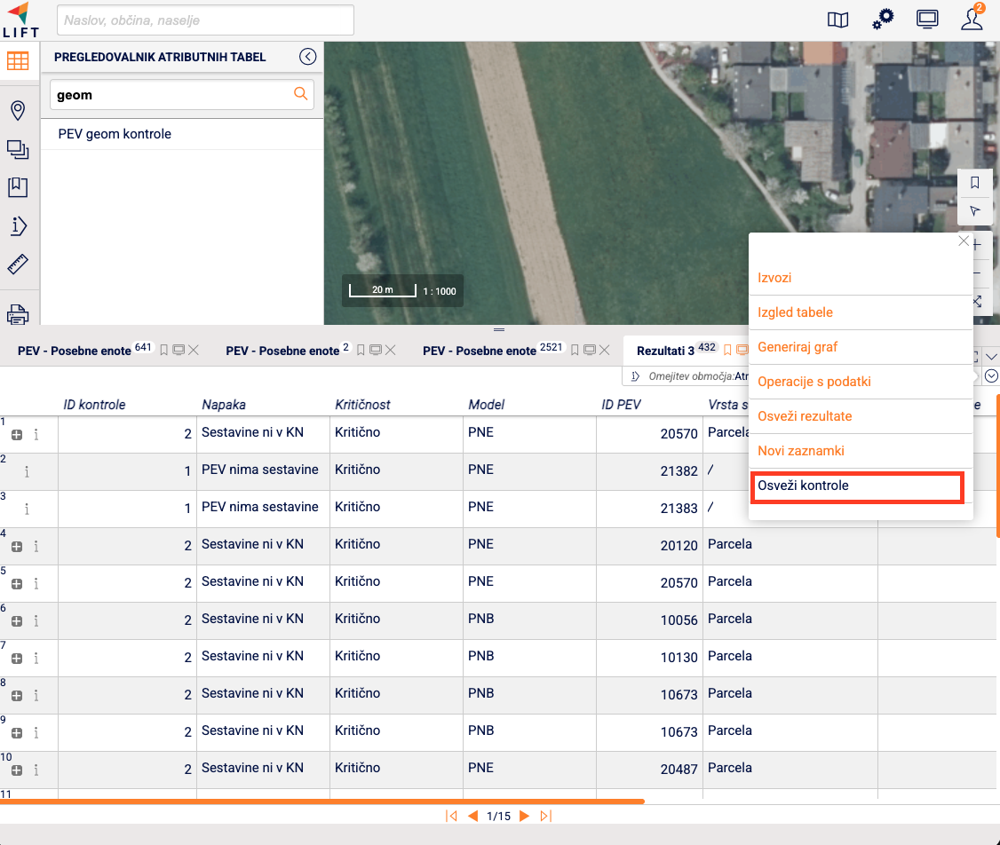 LIFT
Naslov, občina, naselje
2
PREGLEDOVALNIK ATRIBUTNIH TABEL
geom
PEV geom kontrole
20 m
1 : 1000
Izvozi
Izgled tabele
Generiraj graf
Operacije s podatki
Osveži rezultate
Novi zaznamki
Osveži kontrole
PEV - Posebne enote 641
PEV - Posebne enote 2
PEV - Posebne enote 2521
Rezultati 3 432
Omejitev območja:Atr
ID kontrole Napaka Kritičnost Model ID PEV Vrsta s e
1 2 Sestavine ni v KN Kritično PNE 20570 Parcela
2 1 PEV nima sestavine Kritično PNE 21382 /
3 1 PEV nima sestavine Kritično PNE 21383 /
4 2 Sestavine ni v KN Kritično PNE 20120 Parcela
5 2 Sestavine ni v KN Kritično PNE 20570 Parcela
6 2 Sestavine ni v KN Kritično PNB 10056 Parcela
7 2 Sestavine ni v KN Kritično PNB 10130 Parcela
8 2 Sestavine ni v KN Kritično PNB 10673 Parcela
9 2 Sestavine ni v KN Kritično PNB 10673 Parcela
10 2 Sestavine ni v KN Kritično PNE 20487 Parcela
11
1/15